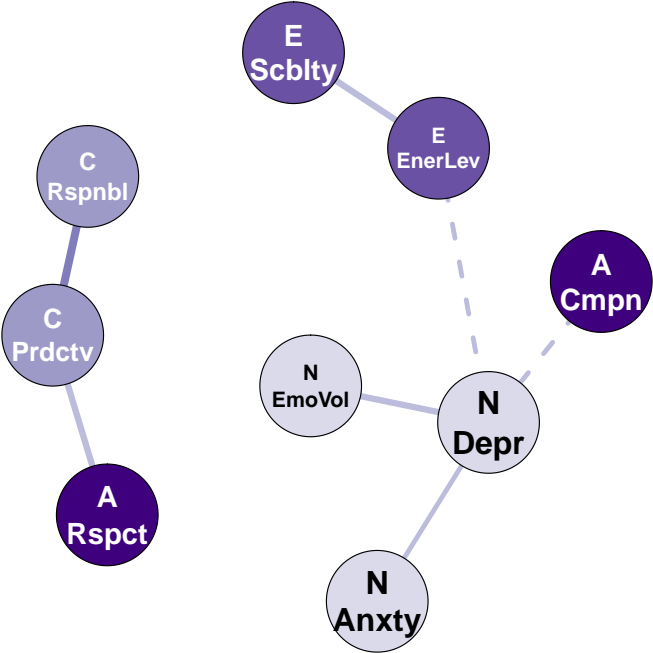 E
Scblty
E
EnerLev
C
Rspnbl
A
Cmpn
C
Prdctv
N
EmoVol
N
Depr
A
Rspct
N
Anxty